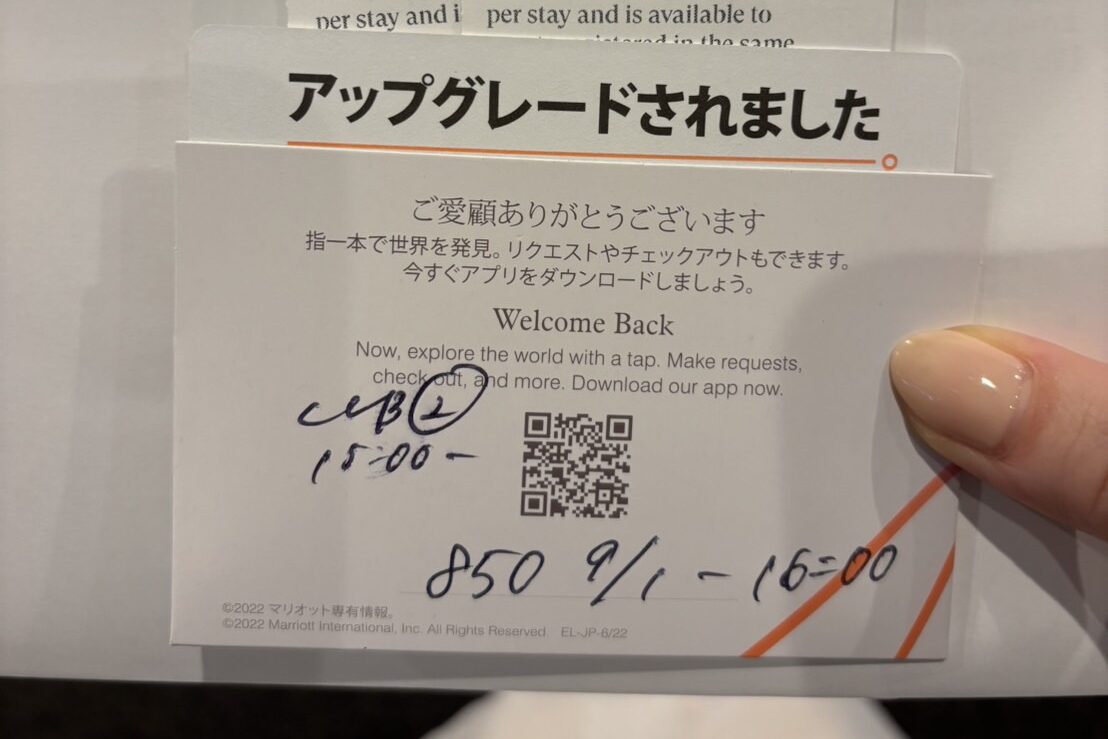 per stay and i
per stay and is available to
istered in the same
アップグレードされました
ご愛顧ありがとうございます
指一本で世界を発見。リクエストやチェックアウトもできます。
今すぐアプリをダウンロードしましょう。
Welcome Back
Now, explore the world with a tap. Make requests,
check out, and more. Download our app now.
2
15:00 -
850 9/1 - 16:00
©2022 マリオット専有情報。
©2022 Marriott International, Inc. All Rights Reserved. EL-JP-6/22